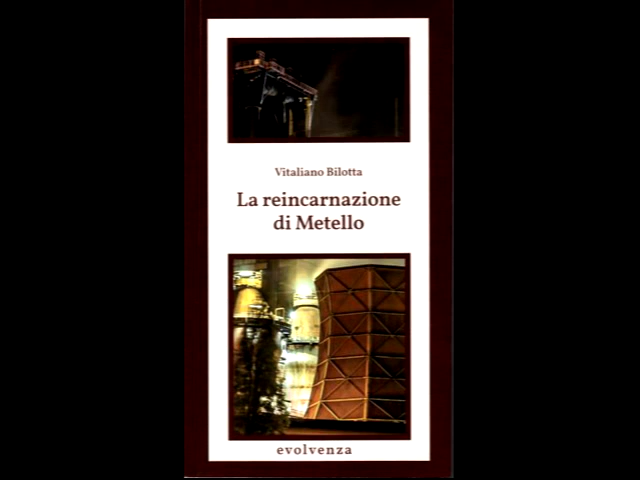 Vitaliano Bilotta
La reincarnazione
di Metello
evolvenza